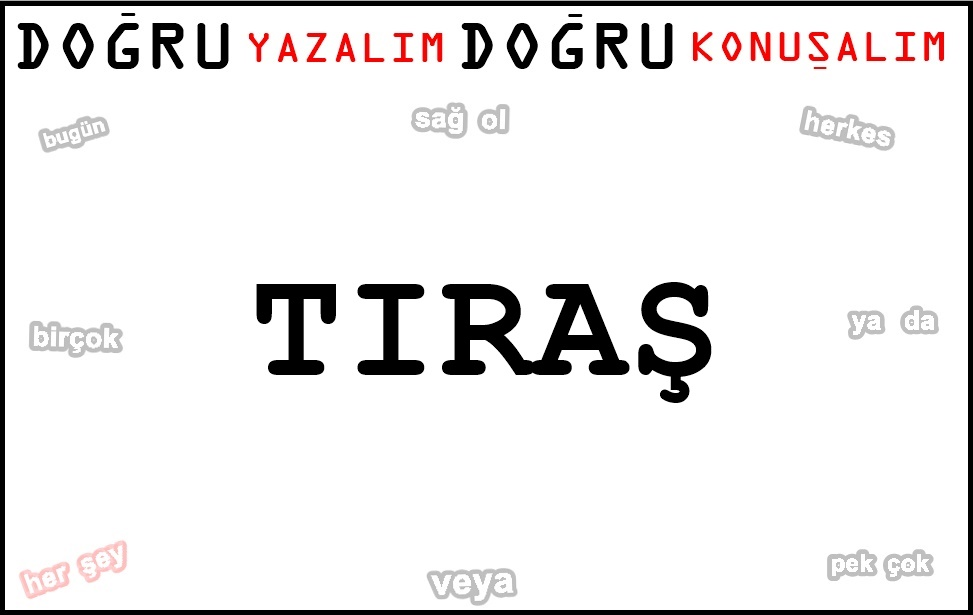 DOĞRU YAZALIM DOĞRU KONUŞALIM
bugün
sağ ol
herkes
TIRAŞ
birçok
ya da
her şey
veya
pek çok